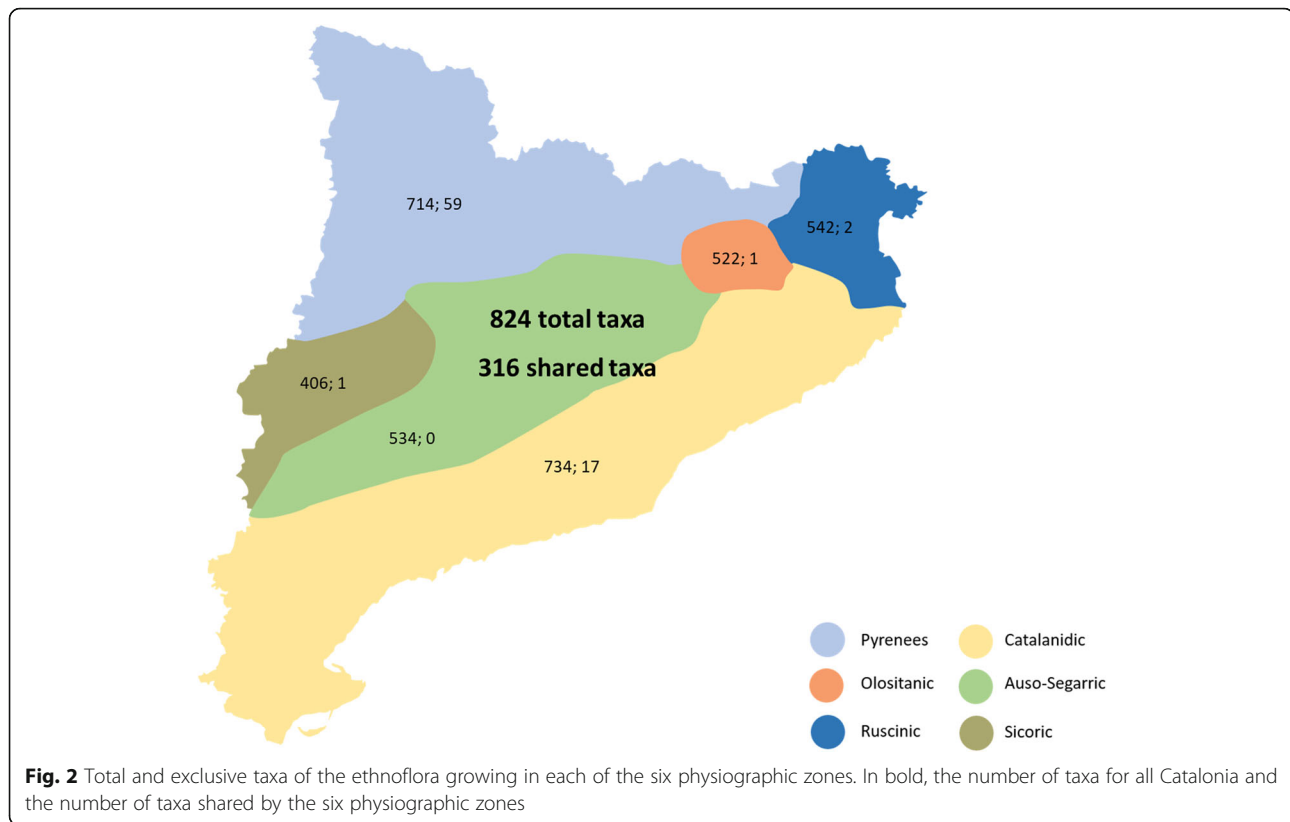 714; 59
542; 2
522; 1
824 total taxa
316 shared taxa
406; 1
534; 0
734; 17
Pyrenees
Catalanidic
Olositanic
Auso-Segarric
Ruscinic
Sicoric
Fig. 2 Total and exclusive taxa of the ethnoflora growing in each of the six physiographic zones. In bold, the number of taxa for all Catalonia and
the number of taxa shared by the six physiographic zones